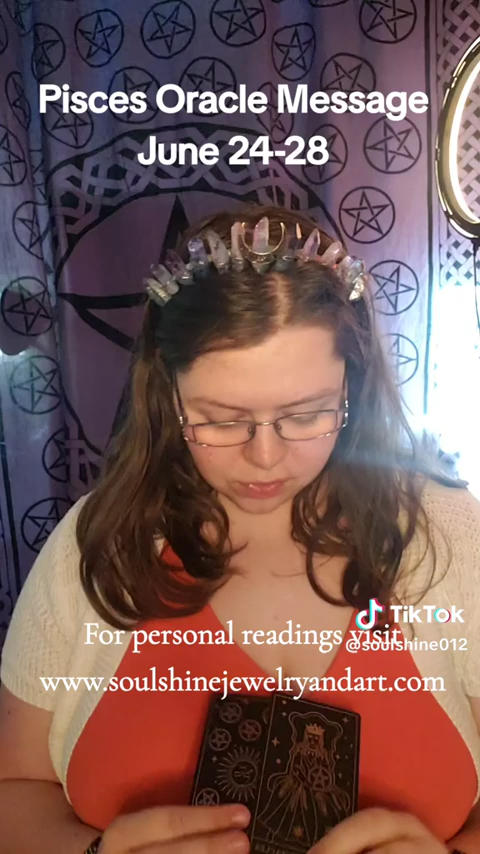 Pisces Oracle Message
June 24-28
TikTok
For personal readings visit
@soulshine012
www.soulshinejewelryandart.com